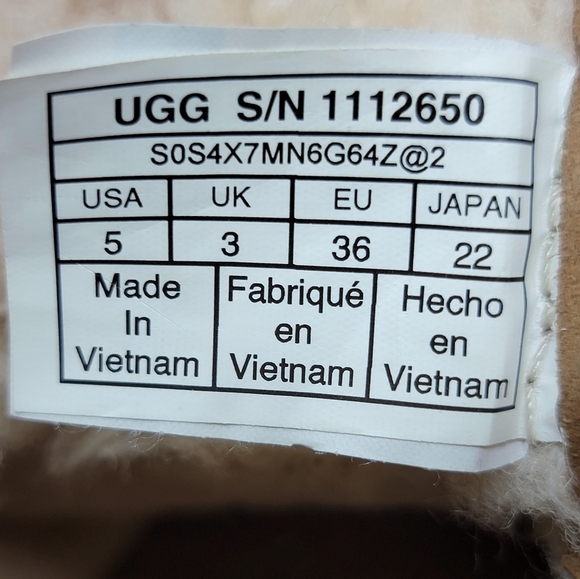 UGG S/N 1112650
S0S4X7MN6G64Z@2
USA UK EU JAPAN
5 3 36 22
Made In Vietnam
Fabriqué en Vietnam
Hecho en Vietnam